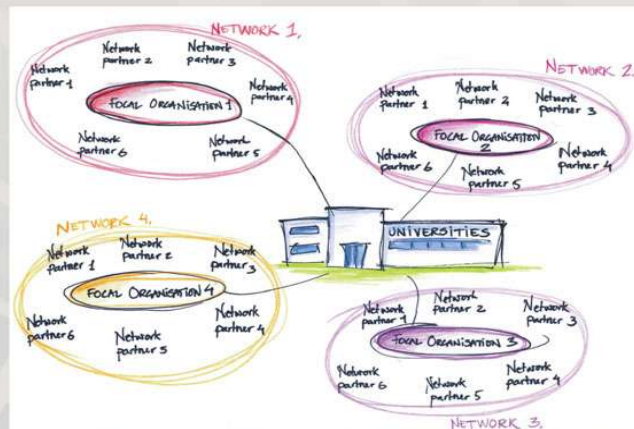 NETWORK 1.
Network
partner 1
Network
partner 2
Network
partner 3
Network
partner 4
FOCAL ORGANISATION 1
Network
partner 6
Network
partner 5
NETWORK 2.
Network
partner 1
Network
partner 2
Network
partner 3
FOCAL ORGANISATION
2
Network
partner 6
Network
partner 5
Network
partner 4
UNIVERSITIES
NETWORK 4.
Network
partner 1
Network
partner 2
Network
partner 3
FOCAL ORGANISATION 4
Network
partner 6
Network
partner 5
Network
partner 4
Network
partner 1
Network
partner 2
Network
partner 3
FOCAL ORGANISATION 3
Network
partner 6
Network
partner 5
Network
partner 4
NETWORK 3.